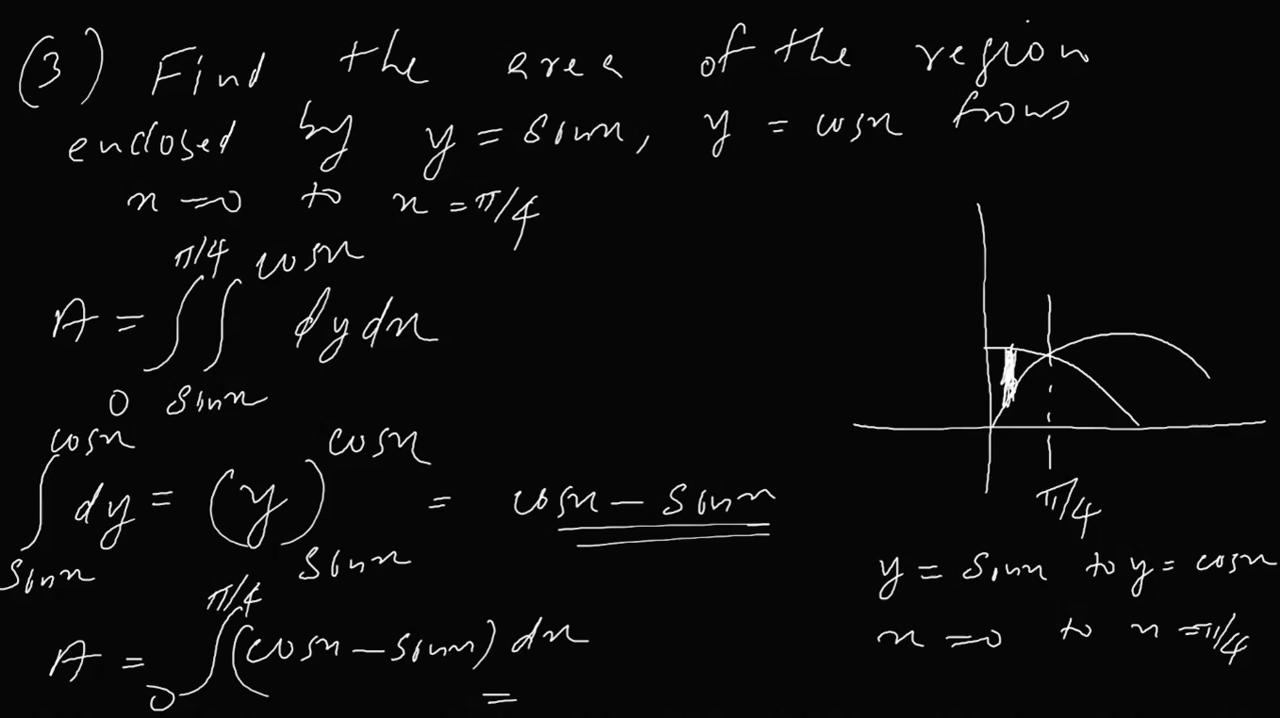 (3) Find the area of the region
enclosed by y = sinx, y = cosx from
x = 0 to x = π/4
A = ∫₀^{π/4} ∫_{sinx}^{cosx} dy dx
∫_{sinx}^{cosx} dy = (y)_{sinx}^{cosx} = cosx - sinx
A = ∫₀^{π/4} (cosx - sinx) dx
=
π/4
y = sinx to y = cosx
x = 0 to x = π/4